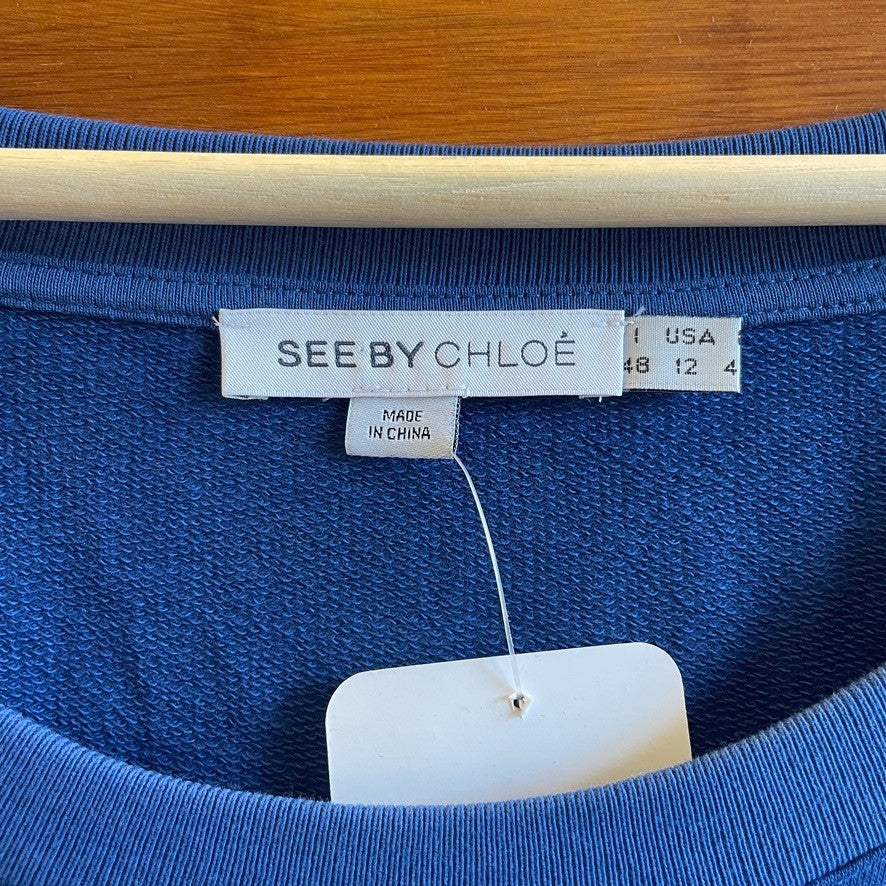 SEE BY CHLOÉ
I USA
48 12 4
MADE
IN CHINA